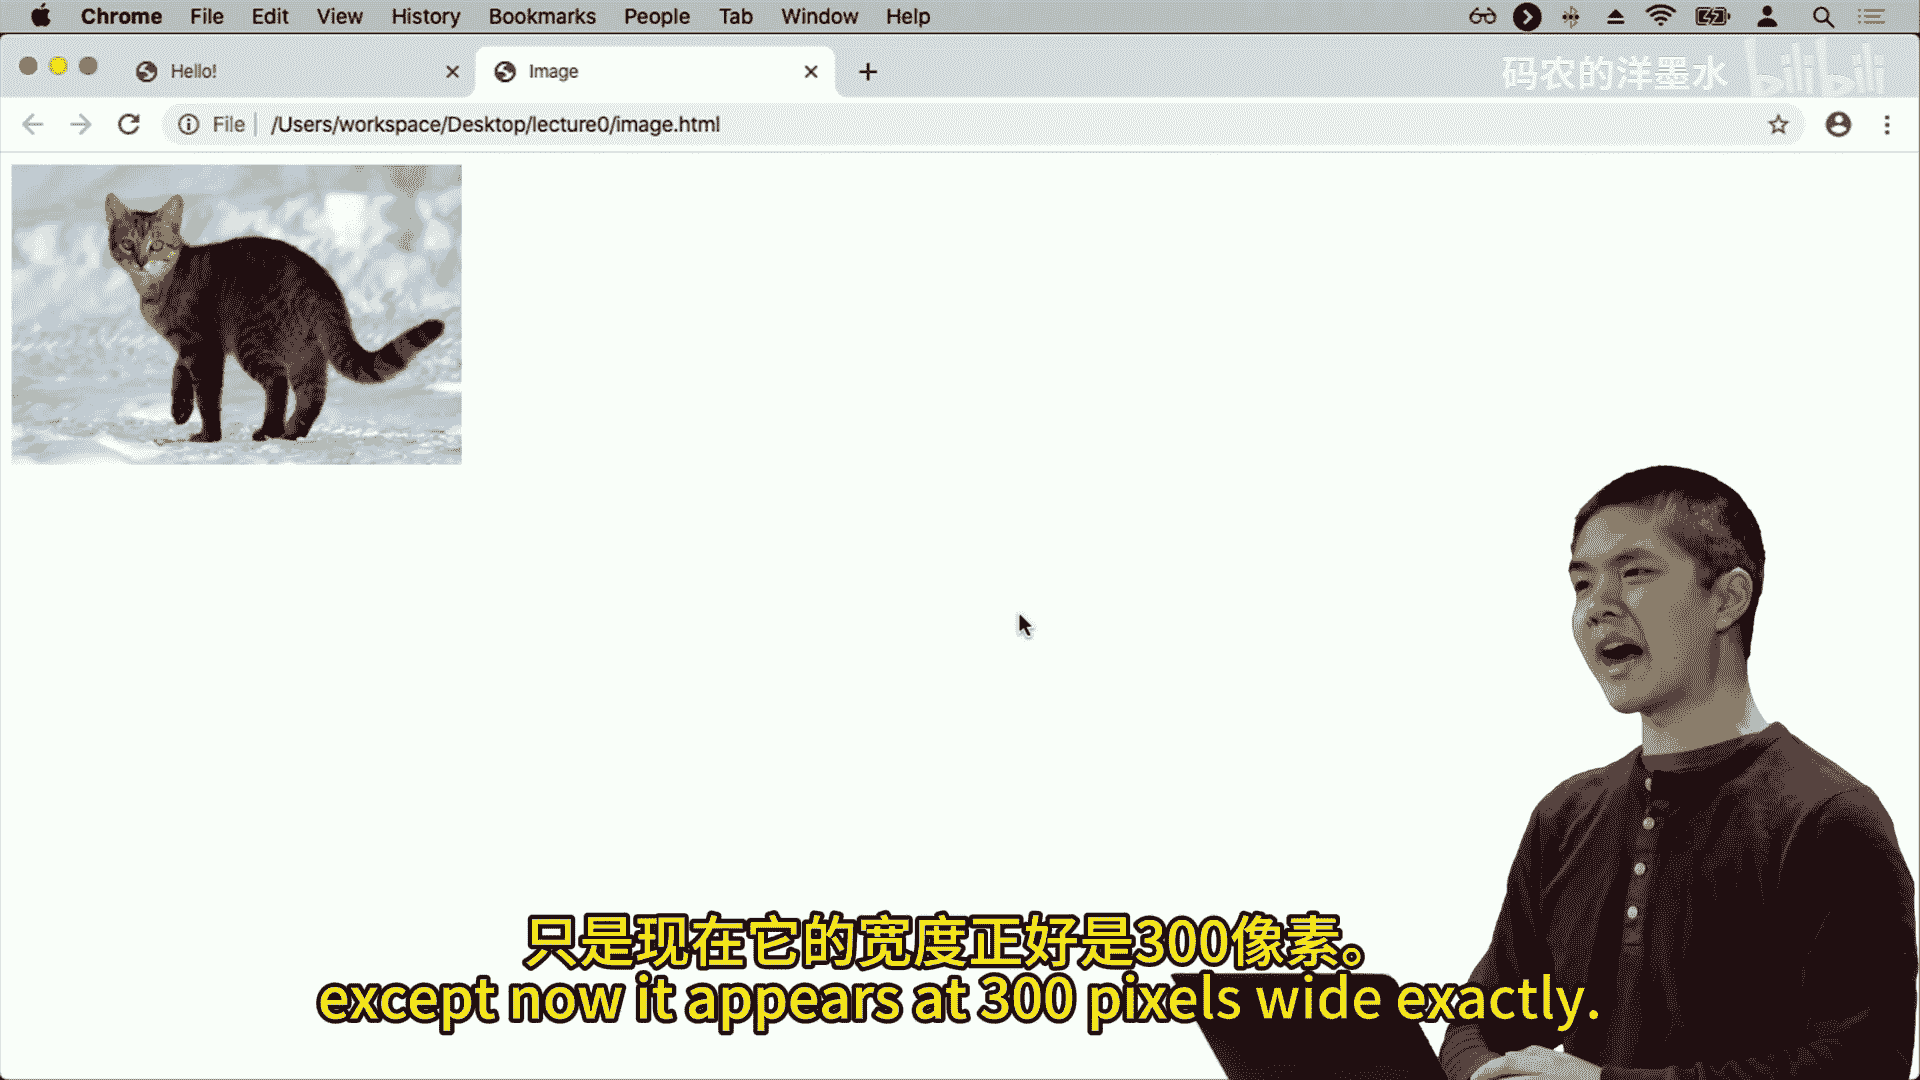 Chrome File Edit View History Bookmarks People Tab Window Help
Hello!
Image
码农的洋墨水 bilibili
File /Users/workspace/Desktop/lecture0/image.html
只是现在它的宽度正好是300像素。
except now it appears at 300 pixels wide exactly.